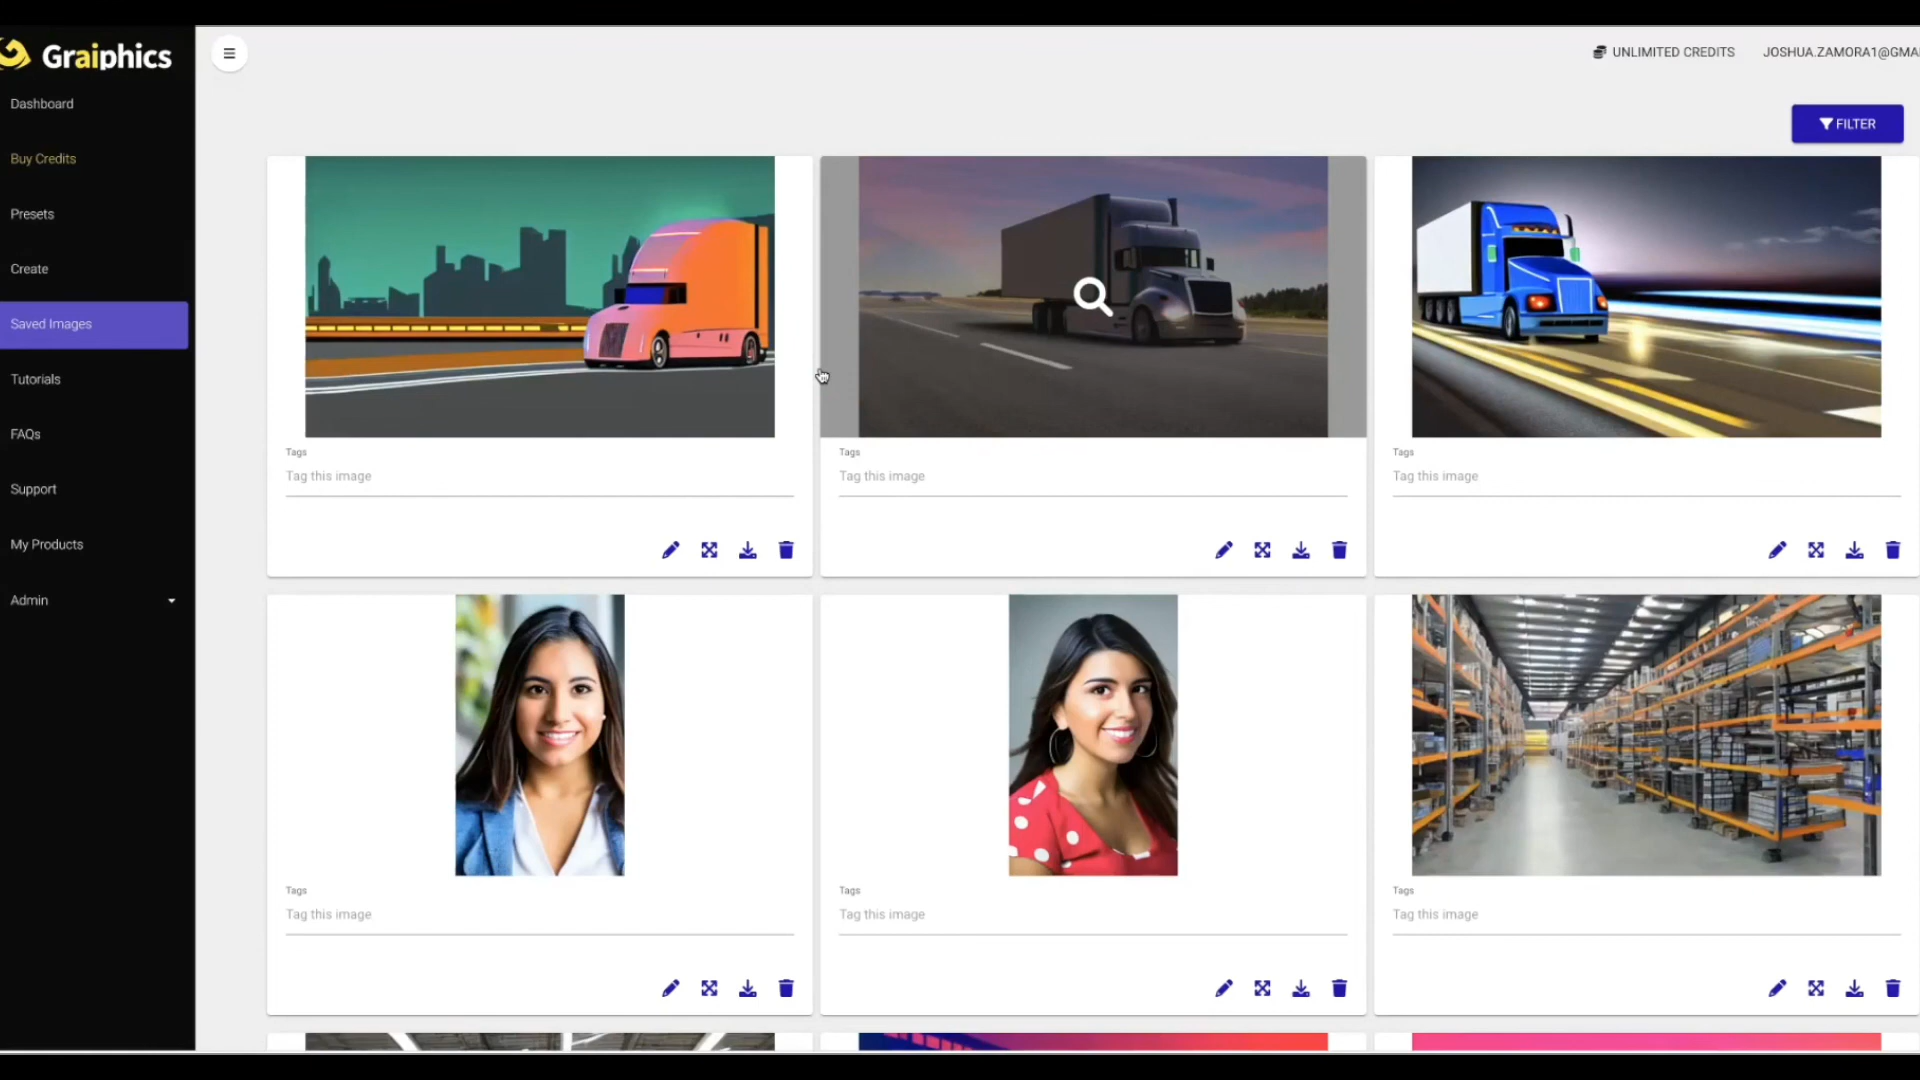 Graiphics
UNLIMITED CREDITS
JOSHUA.ZAMORA1@GMA
Dashboard
Buy Credits
Presets
Create
Saved Images
Tutorials
FAQs
Support
My Products
Admin
FILTER
Tags
Tag this image
Tags
Tag this image
Tags
Tag this image
Tags
Tag this image
Tags
Tag this image
Tags
Tag this image